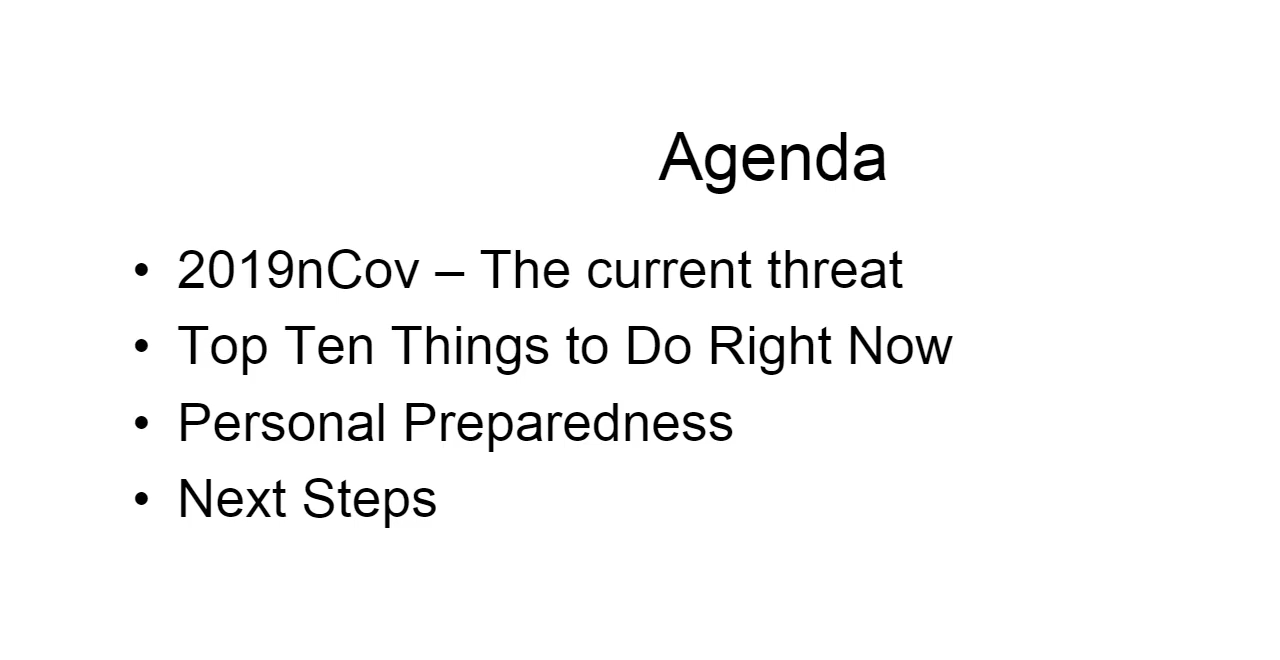 Agenda
• 2019nCov – The current threat
• Top Ten Things to Do Right Now
• Personal Preparedness
• Next Steps